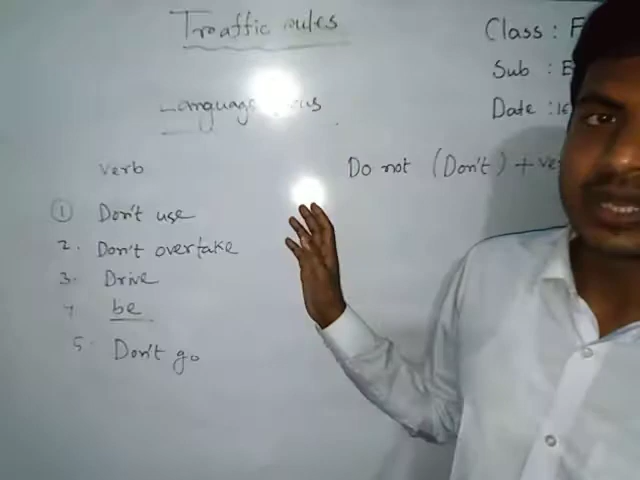 Traffic rules
Class : F
Sub : E
Language
Date : 16
verb
Do not (Don't) + ve
① Don't use
2. Don't overtake
3. Drive
4 be
5. Don't go